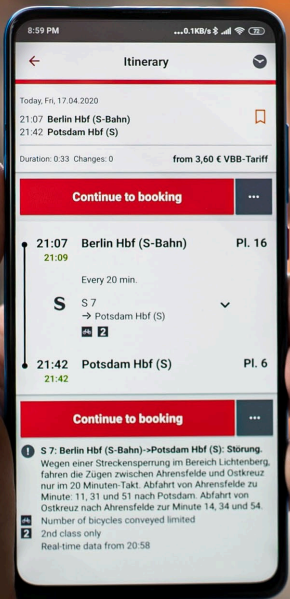 8:59 PM
...0.1KB/s
72
Itinerary
Today, Fri, 17.04.2020
21:07 Berlin Hbf (S-Bahn)
21:42 Potsdam Hbf (S)
Duration: 0:33 Changes: 0
from 3,60 € VBB-Tariff
Continue to booking
...
21:07 Berlin Hbf (S-Bahn) Pl. 16
21:09
Every 20 min.
S S 7
→ Potsdam Hbf (S)
2
21:42 Potsdam Hbf (S) Pl. 6
21:42
Continue to booking
...
S 7: Berlin Hbf (S-Bahn)->Potsdam Hbf (S): Störung.
Wegen einer Streckensperrung im Bereich Lichtenberg,
fahren die Zügen zwischen Ahrensfelde und Ostkreuz
nur im 20 Minuten-Takt. Abfahrt von Ahrensfelde zu
Minute: 11, 31 und 51 nach Potsdam. Abfahrt von
Ostkreuz nach Ahrensfelde zur Minute 14, 34 und 54.
Number of bicycles conveyed limited
2 2nd class only
Real-time data from 20:58